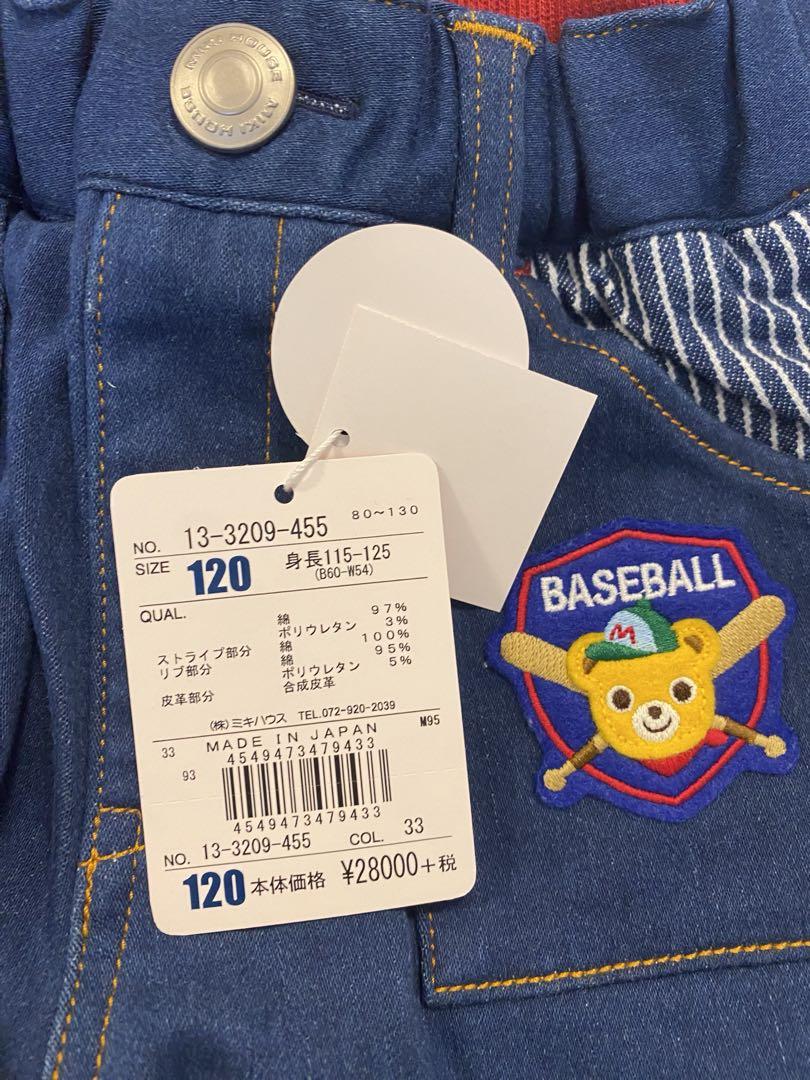 MIKI HOUSE MIKI HOUSE
BASEBALL
M
NO. 13-3209-455 80〜130
SIZE 120 身長115-125
(B60-W54)
QUAL.
綿 97%
ポリウレタン 3%
ストライプ部分 綿 100%
リブ部分 綿 95%
ポリウレタン 5%
皮革部分 合成皮革
(株)ミキハウス TEL.072-920-2039
33 MADE IN JAPAN M95
4549473479433
93
4549473479433
NO. 13-3209-455 COL. 33
120 本体価格 ¥28000+税